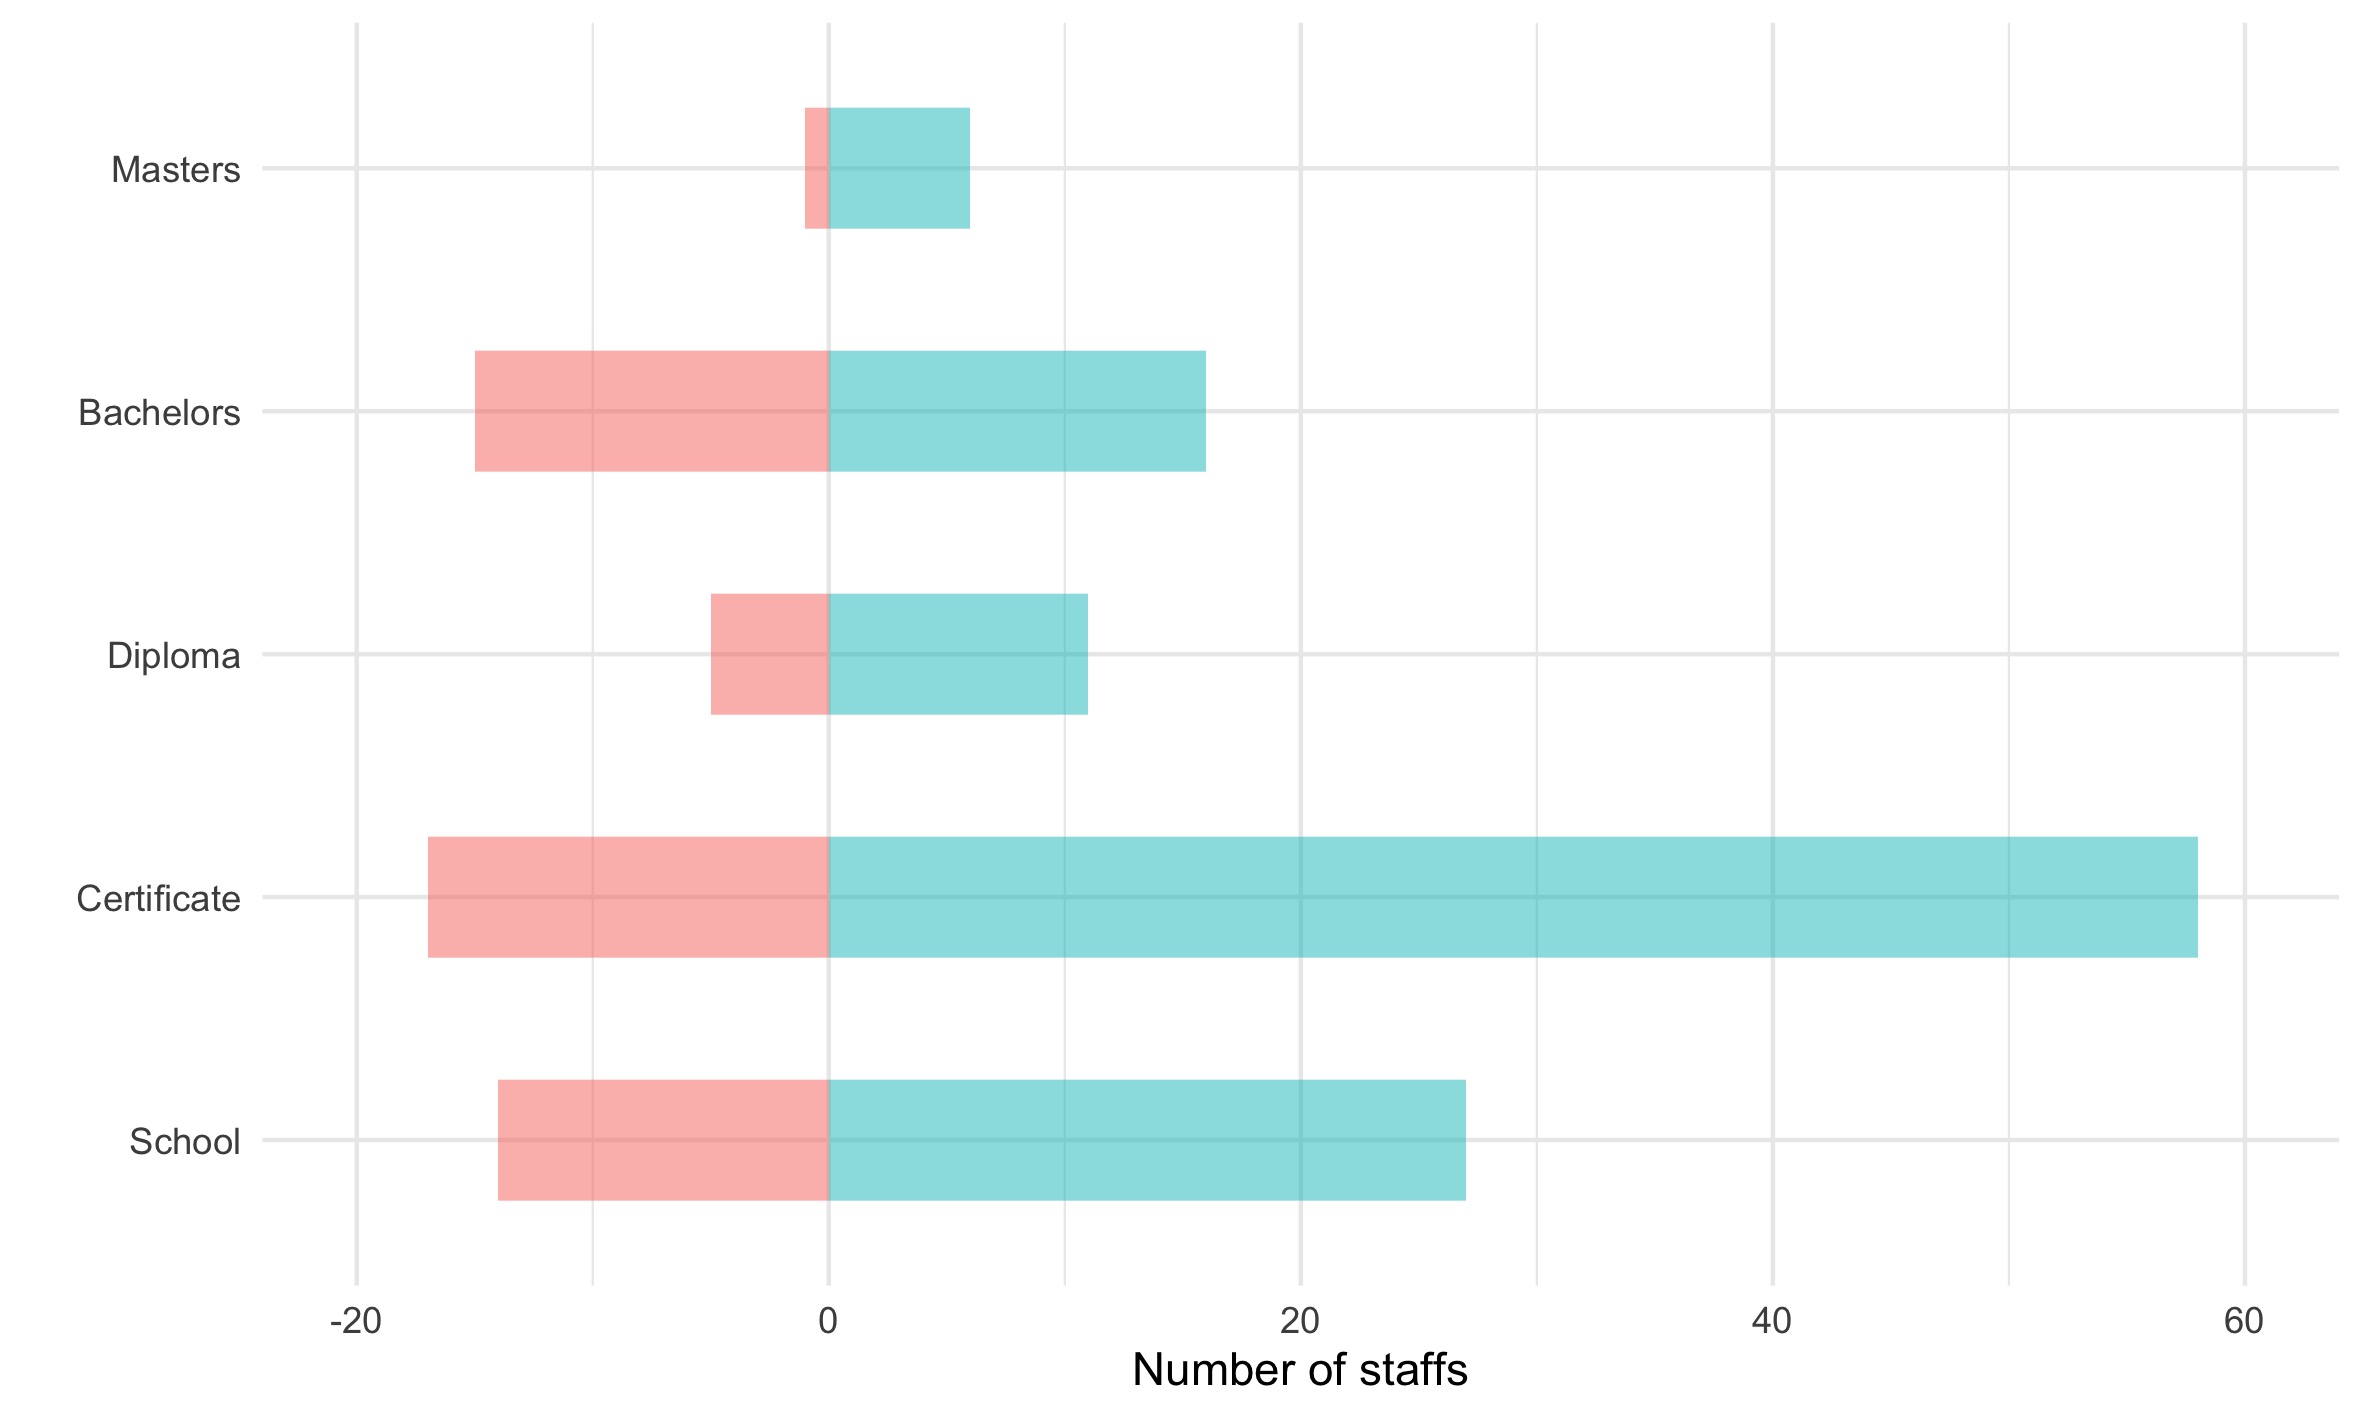 Masters
Bachelors
Diploma
Certificate
School
-20 0 20 40 60
Number of staffs